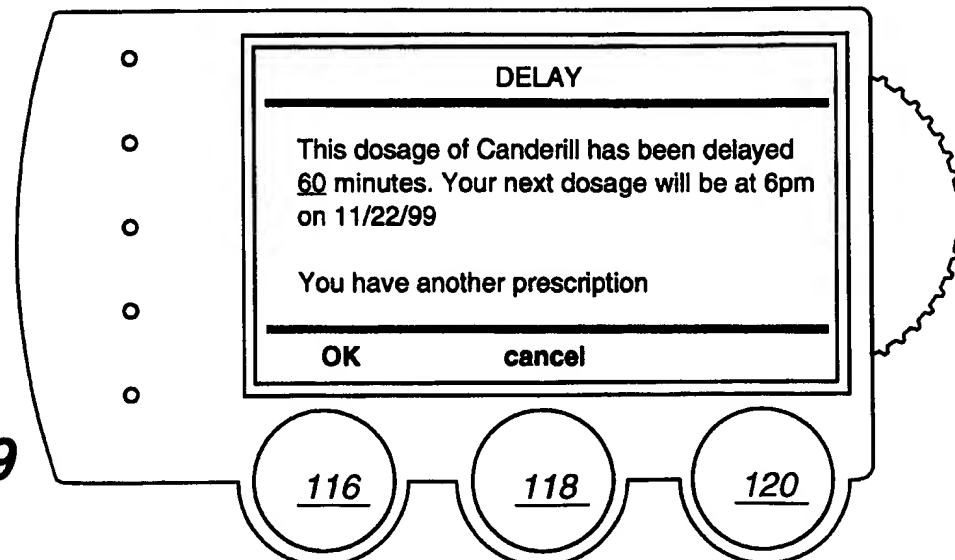 DELAY
This dosage of Canderill has been delayed
60 minutes. Your next dosage will be at 6pm
on 11/22/99
You have another prescription
OK cancel
9
116 118 120